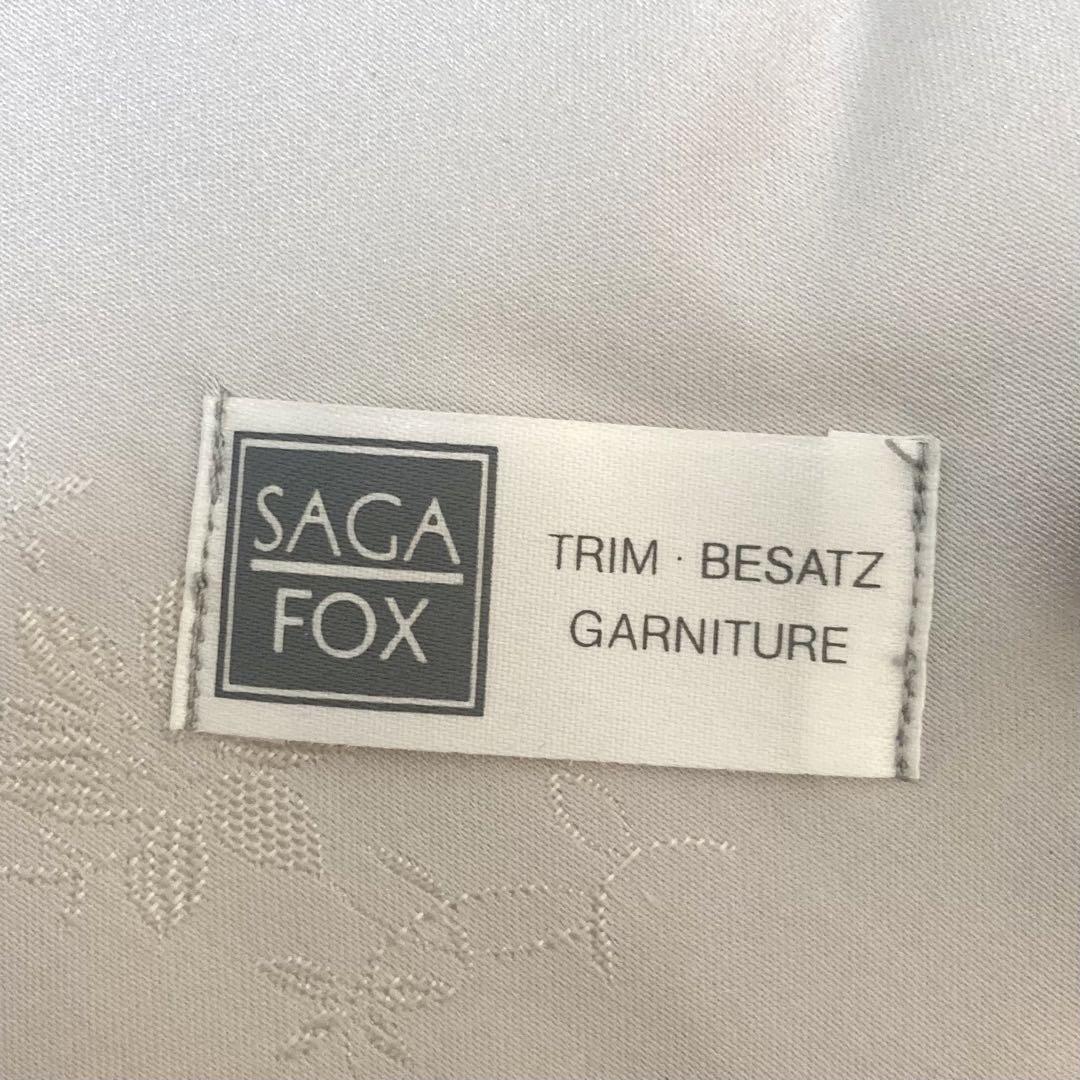 SAGA
FOX
TRIM · BESATZ
GARNITURE